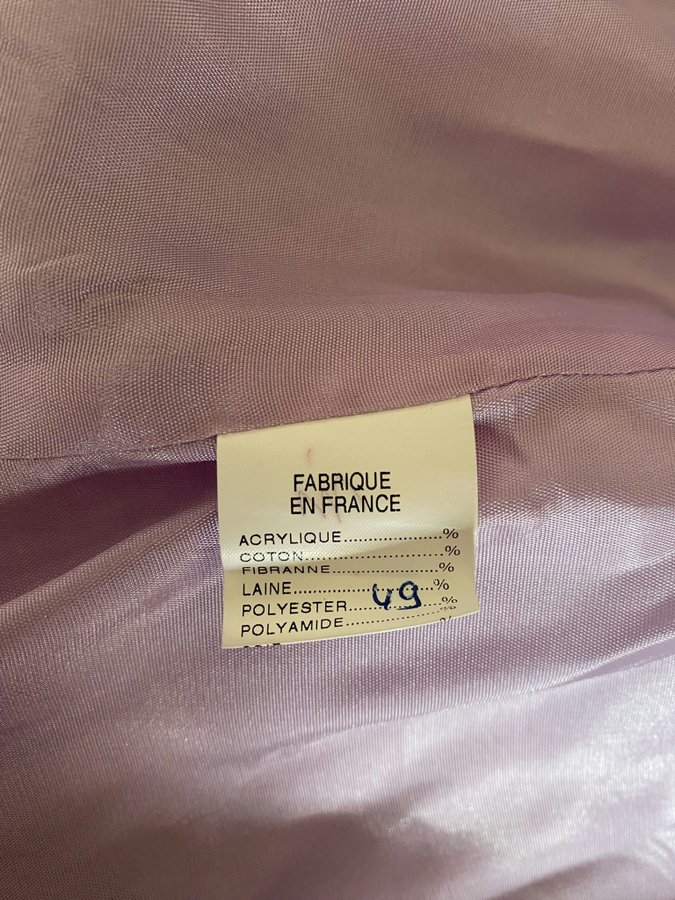 FABRIQUE
EN FRANCE
ACRYLIQUE....................%
COTON........................%
FIBRANNE.....................%
LAINE........................%
POLYESTER.....49.....%
POLYAMIDE....................%